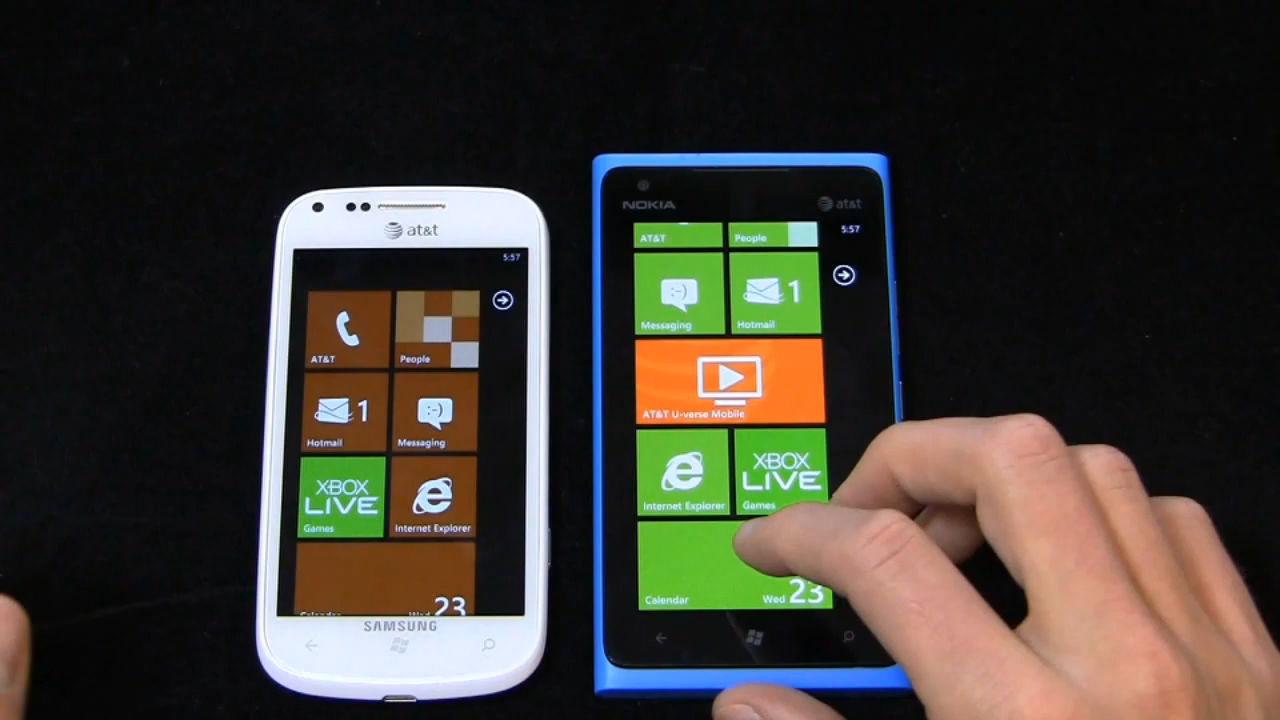 at&t
5:57
AT&T
People
1
Hotmail
Messaging
XBOX
LIVE
Games
Internet Explorer
Calendar
Wed 23
SAMSUNG
NOKIA
at&t
5:57
AT&T
People
Messaging
1
Hotmail
AT&T U-verse Mobile
Internet Explorer
XBOX
LIVE
Games
Calendar
Wed 23